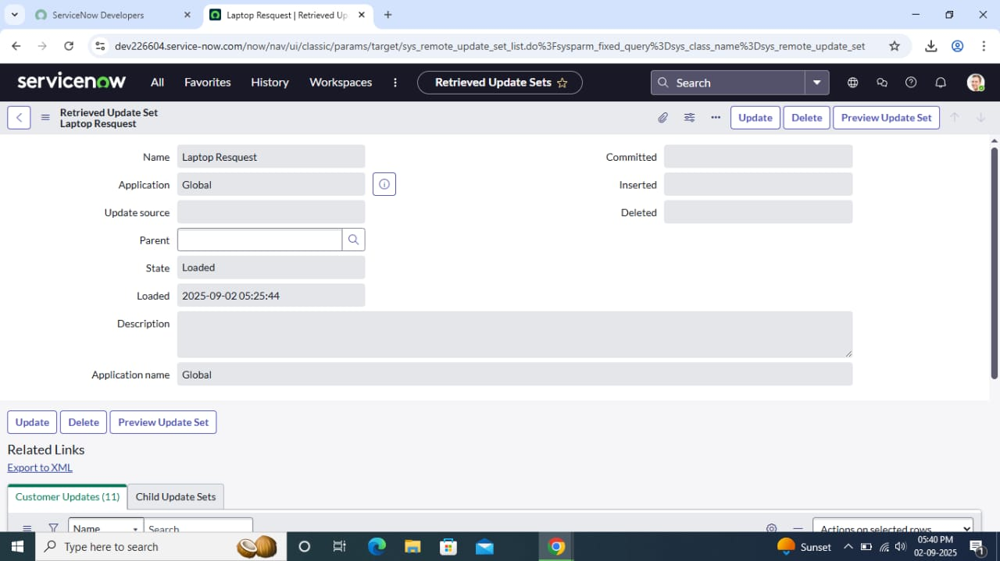 ServiceNow Developers
Laptop Resquest | Retrieved Up
dev226604.service-now.com/now/nav/ui/classic/params/target/sys_remote_update_set_list.do%3Fsysparm_fixed_query%3Dsys_class_name%3Dsys_remote_update_set
servicenow All Favorites History Workspaces Retrieved Update Sets Search
Retrieved Update Set
Laptop Resquest
Update Delete Preview Update Set
Name Laptop Resquest Committed
Application Global Inserted
Update source Deleted
Parent
State Loaded
Loaded 2025-09-02 05:25:44
Description
Application name Global
Update Delete Preview Update Set
Related Links
Export to XML
Customer Updates (11) Child Update Sets
Name Search Actions on selected rows...
Type here to search Sunset 05:40 PM
02-09-2025
1